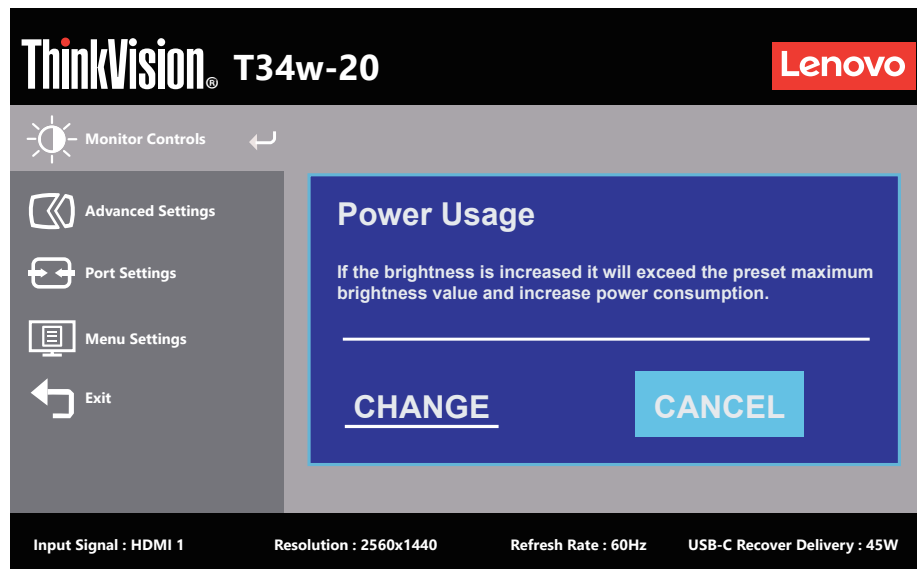 ThinkVision® T34w-20
Lenovo
Monitor Controls
Advanced Settings
Port Settings
Menu Settings
Exit
Power Usage
If the brightness is increased it will exceed the preset maximum
brightness value and increase power consumption.
CHANGE CANCEL
Input Signal : HDMI 1 Resolution : 2560x1440 Refresh Rate : 60Hz USB-C Recover Delivery : 45W